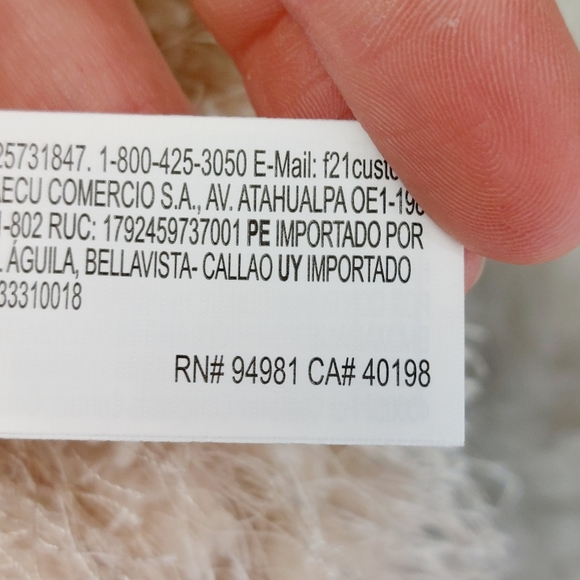 25731847. 1-800-425-3050 E-Mail: f21custo
ECU COMERCIO S.A., AV. ATAHUALPA OE1-19
-802 RUC: 1792459737001 PE IMPORTADO POR
. ÁGUILA, BELLAVISTA- CALLAO UY IMPORTADO
33310018
RN# 94981 CA# 40198